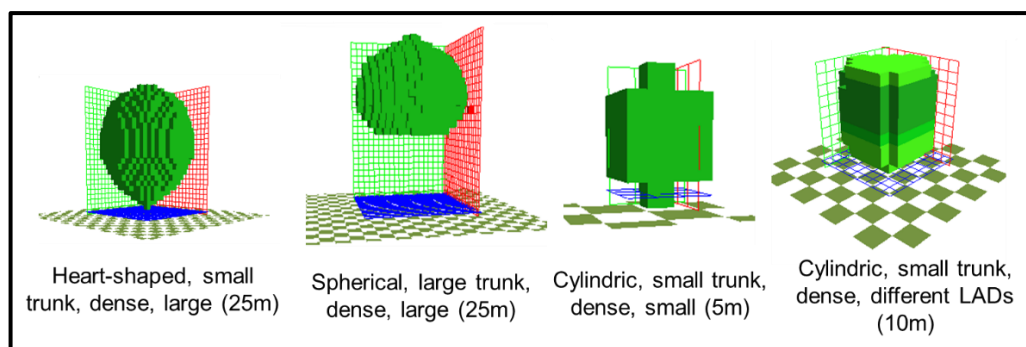 Heart-shaped, small
trunk, dense, large (25m)
Spherical, large trunk,
dense, large (25m)
Cylindric, small trunk,
dense, small (5m)
Cylindric, small trunk,
dense, different LADs
(10m)